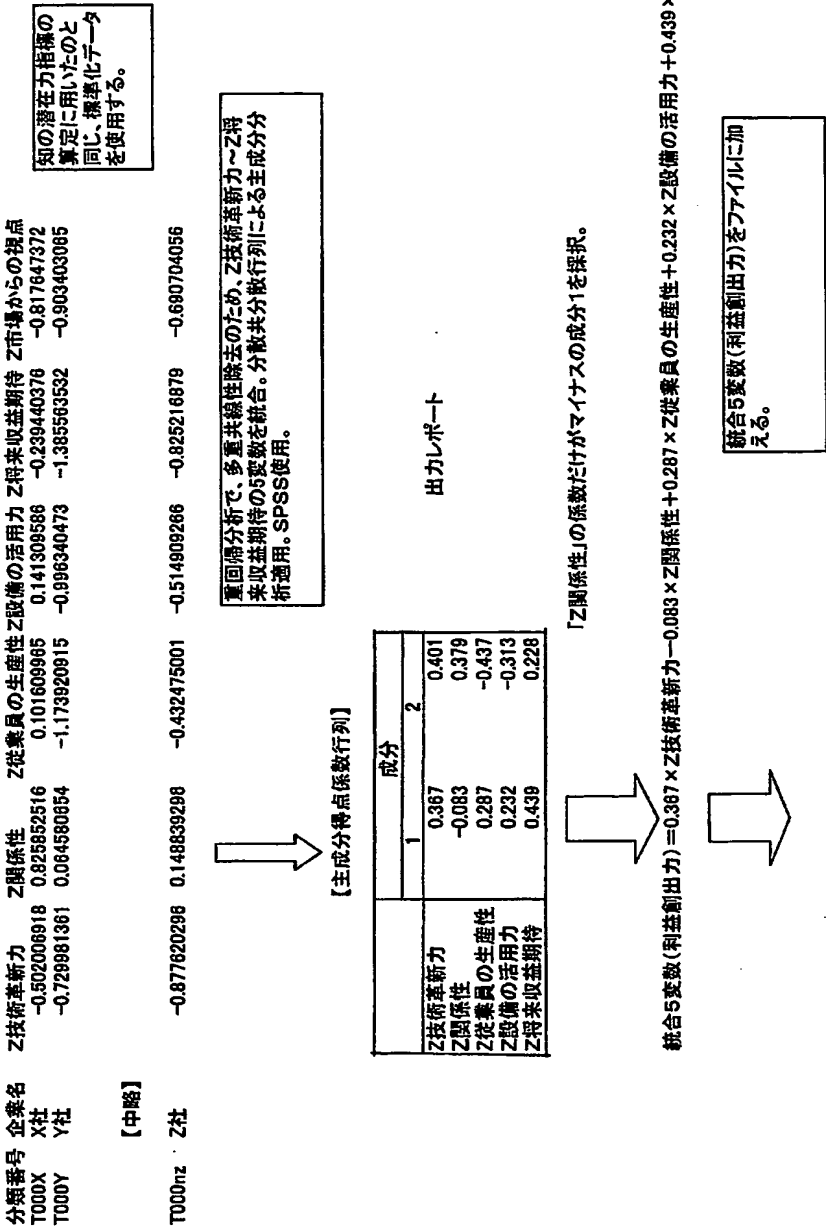 分類番号 企業名 Z技術革新力 Z関係性 Z従業員の生産性 Z設備の活用力 Z将来収益期待 Z市場からの視点
T000X X社 -0.502006918 0.825852516 0.101609965 0.141309586 -0.239440376 -0.817647372
T000Y Y社 -0.729981361 0.064580654 -1.173920915 -0.996340473 -1.385563532 -0.903403065
【中略】
T000nz Z社 -0.877620296 0.148839298 -0.432475001 -0.514909266 -0.825216879 -0.690704056
知の潜在力指標の
算定に用いたのと
同じ、標準化データ
を使用する。
重回帰分析で、多重共線性除去のため、Z技術革新力～Z将
来収益期待の5変数を統合。分散共分散行列による主成分分
析適用。SPSS使用。
【主成分得点係数行列】
成分
1 2
Z技術革新力 0.367 0.401
Z関係性 -0.083 0.379
Z従業員の生産性 0.287 -0.437
Z設備の活用力 0.232 -0.313
Z将来収益期待 0.439 0.228
出力レポート
「Z関係性」の係数だけがマイナスの成分1を採択。
統合5変数(利益創出力)=0.367×Z技術革新力-0.083×Z関係性+0.287×Z従業員の生産性+0.232×Z設備の活用力+0.439×
統合5変数(利益創出力)をファイルに加
える。